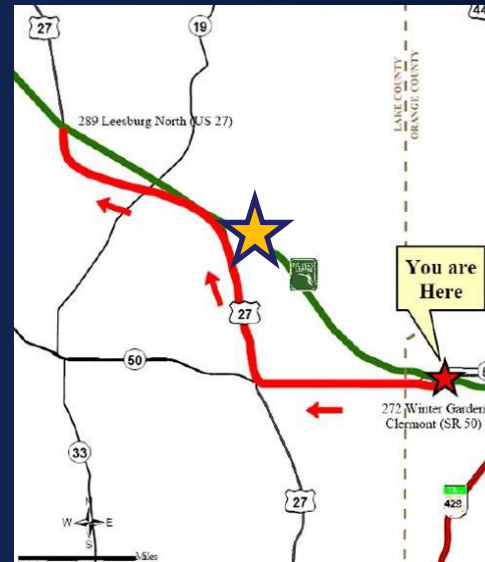 27
19
44
289 Leesburg North (US 27)
LAKE COUNTY
ORANGE COUNTY
You are
Here
27
50
272 Winter Garden
Clermont (SR 50)
33
27
429
N
W E
S
Miles